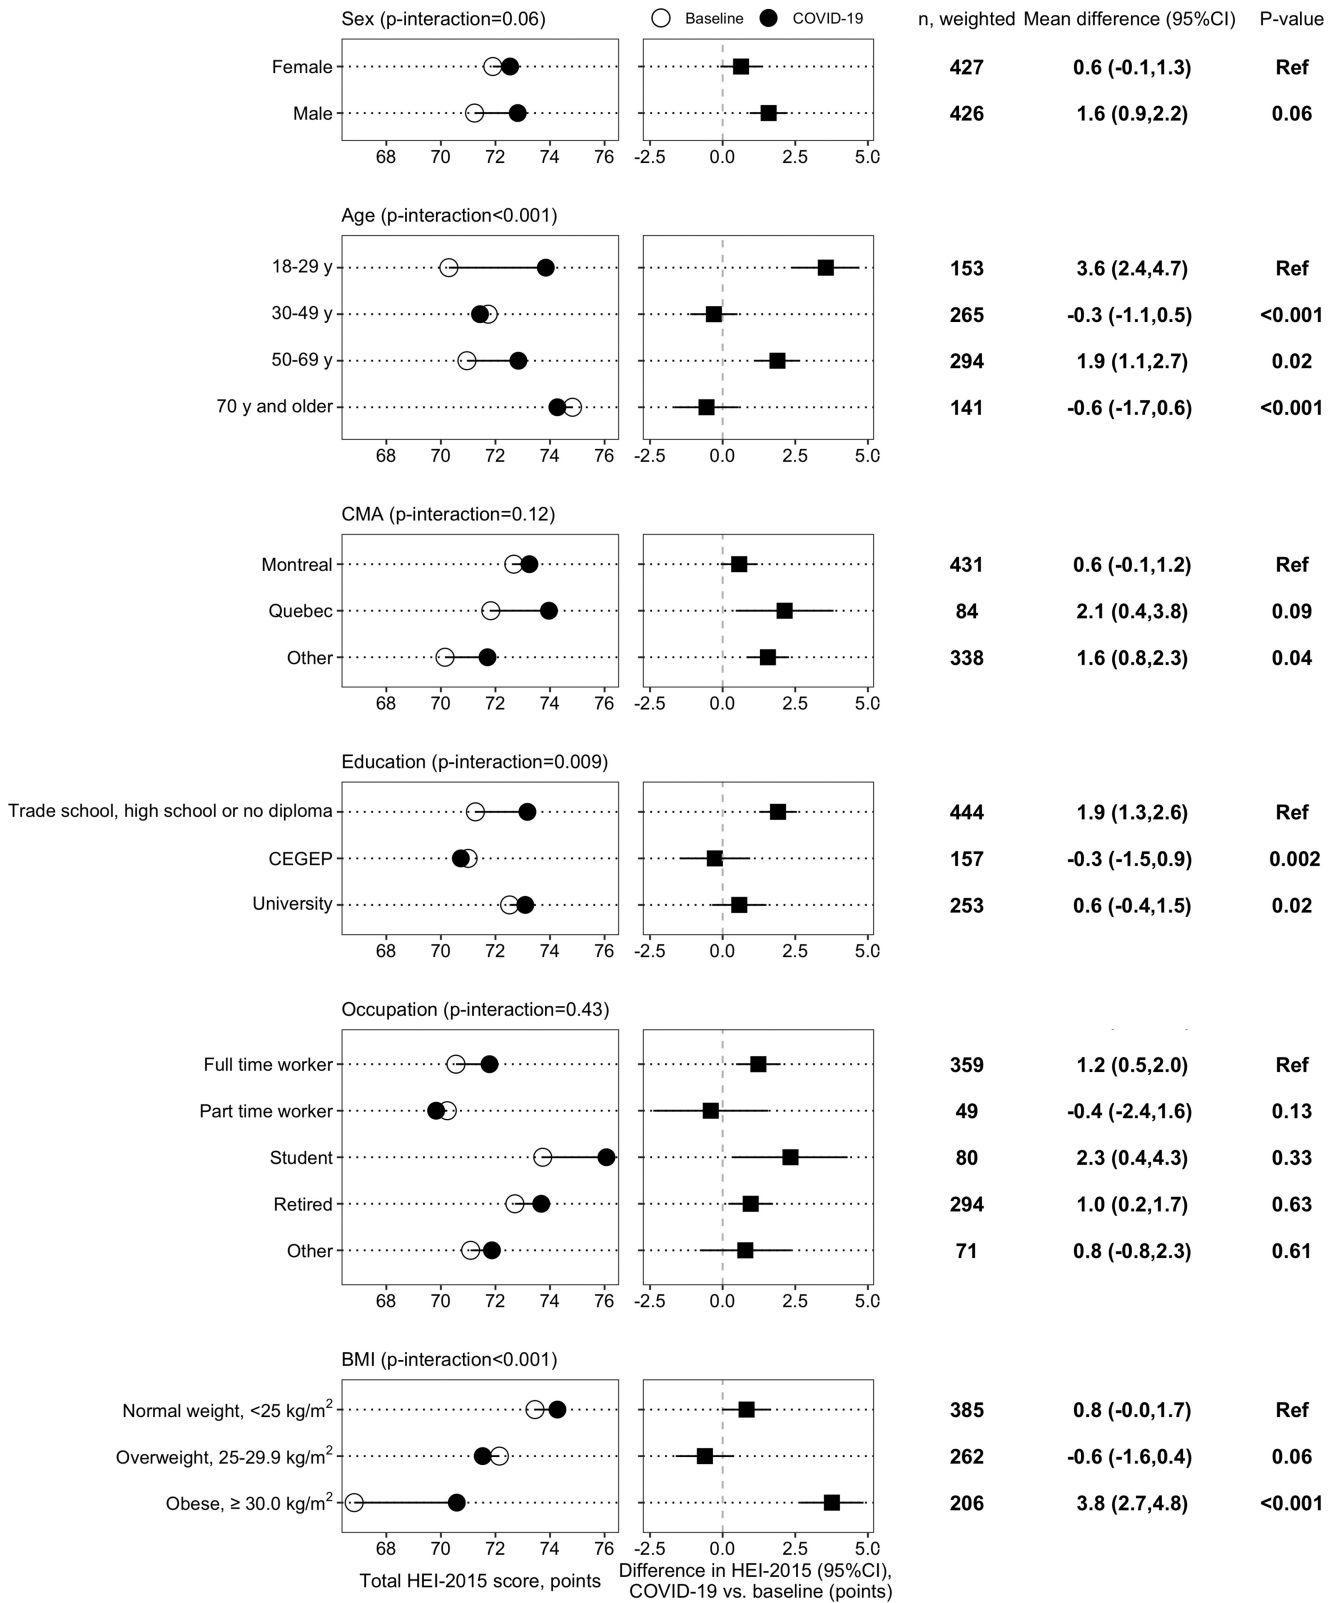 Sex (p-interaction=0.06) Baseline COVID-19 n, weighted Mean difference (95%CI) P-value
Female 427 0.6 (-0.1,1.3) Ref
Male 426 1.6 (0.9,2.2) 0.06
68 70 72 74 76 -2.5 0.0 2.5 5.0
Age (p-interaction<0.001)
18-29 y 153 3.6 (2.4,4.7) Ref
30-49 y 265 -0.3 (-1.1,0.5) <0.001
50-69 y 294 1.9 (1.1,2.7) 0.02
70 y and older 141 -0.6 (-1.7,0.6) <0.001
68 70 72 74 76 -2.5 0.0 2.5 5.0
CMA (p-interaction=0.12)
Montreal 431 0.6 (-0.1,1.2) Ref
Quebec 84 2.1 (0.4,3.8) 0.09
Other 338 1.6 (0.8,2.3) 0.04
68 70 72 74 76 -2.5 0.0 2.5 5.0
Education (p-interaction=0.009)
Trade school, high school or no diploma 444 1.9 (1.3,2.6) Ref
CEGEP 157 -0.3 (-1.5,0.9) 0.002
University 253 0.6 (-0.4,1.5) 0.02
68 70 72 74 76 -2.5 0.0 2.5 5.0
Occupation (p-interaction=0.43)
Full time worker 359 1.2 (0.5,2.0) Ref
Part time worker 49 -0.4 (-2.4,1.6) 0.13
Student 80 2.3 (0.4,4.3) 0.33
Retired 294 1.0 (0.2,1.7) 0.63
Other 71 0.8 (-0.8,2.3) 0.61
68 70 72 74 76 -2.5 0.0 2.5 5.0
BMI (p-interaction<0.001)
Normal weight, <25 kg/m² 385 0.8 (-0.0,1.7) Ref
Overweight, 25-29.9 kg/m² 262 -0.6 (-1.6,0.4) 0.06
Obese, ≥ 30.0 kg/m² 206 3.8 (2.7,4.8) <0.001
68 70 72 74 76 -2.5 0.0 2.5 5.0
Total HEI-2015 score, points
Difference in HEI-2015 (95%CI),
COVID-19 vs. baseline (points)